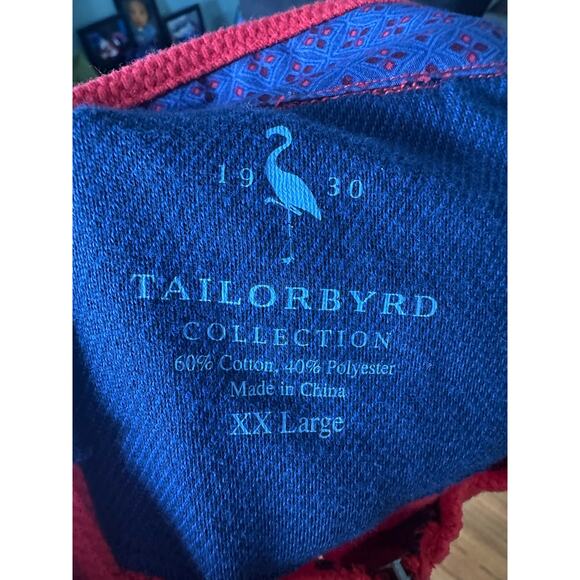 19 30
TAILORBYRD
COLLECTION
60% Cotton, 40% Polyester
Made in China
XX Large